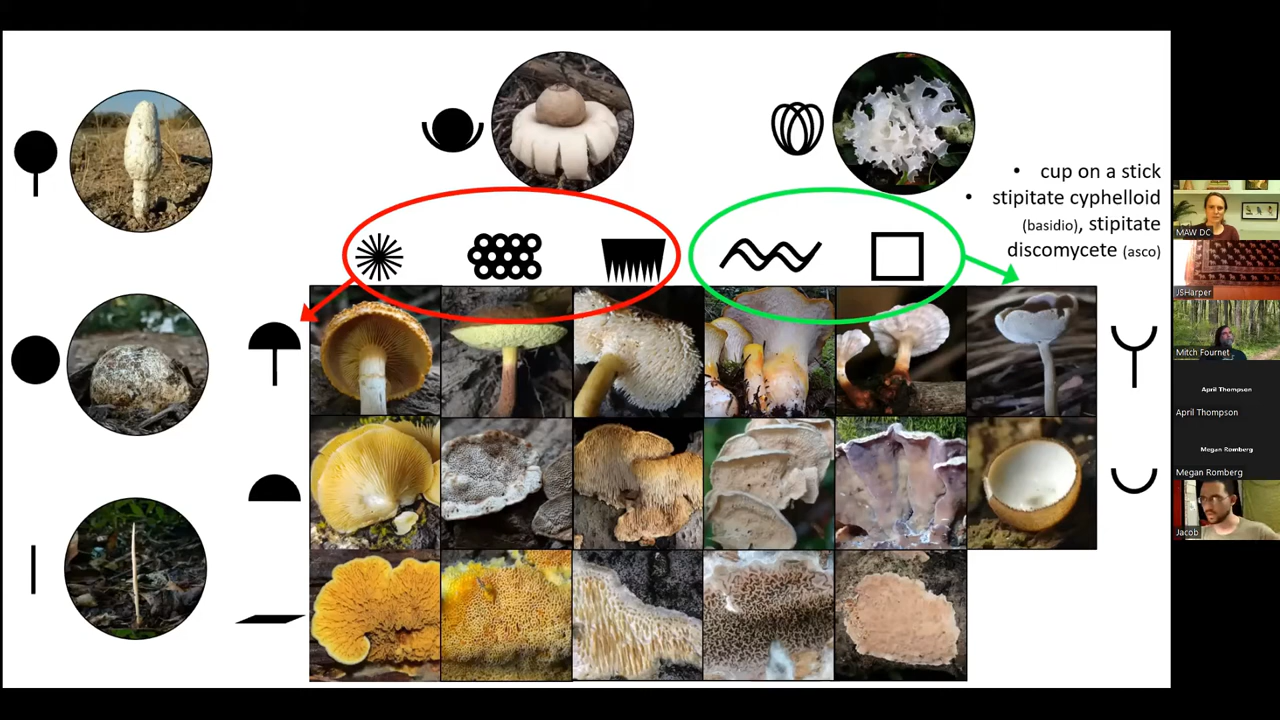 • cup on a stick
• stipitate cyphelloid
(basidio), stipitate
discomycete (asco)
MAW DC
JSHarper
Mitch Fournet
April Thompson
April Thompson
Megan Romberg
Megan Romberg
Jacob